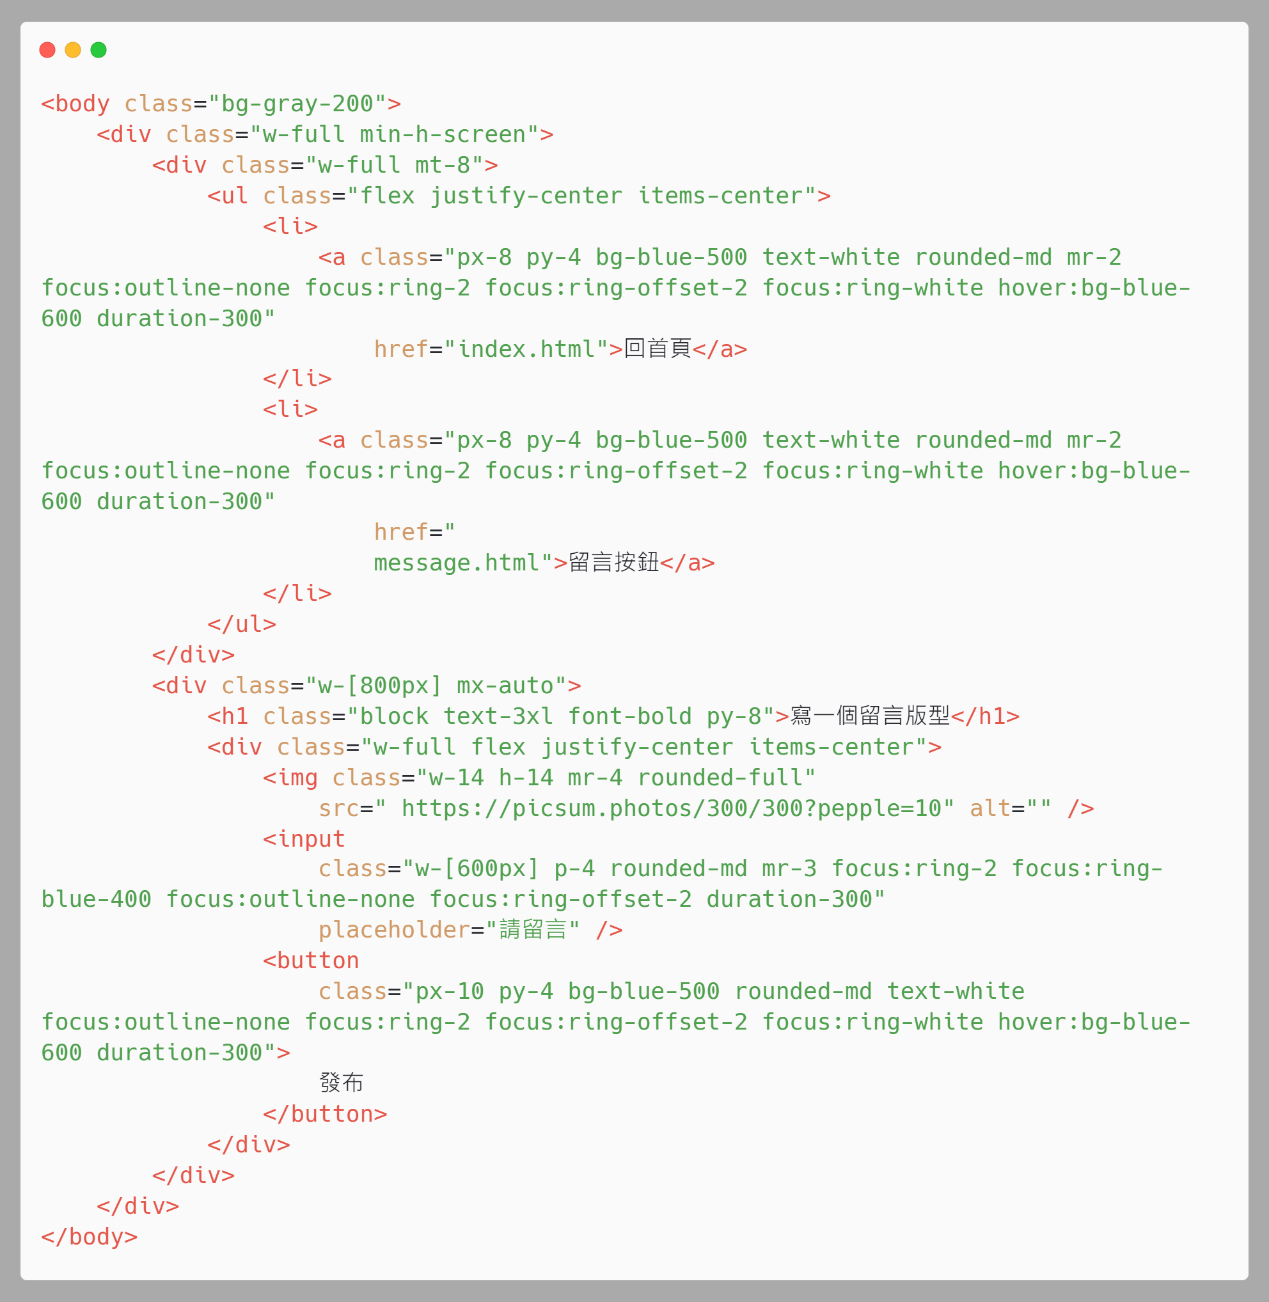 <body class="bg-gray-200">
    <div class="w-full min-h-screen">
        <div class="w-full mt-8">
            <ul class="flex justify-center items-center">
                <li>
                    <a class="px-8 py-4 bg-blue-500 text-white rounded-md mr-2
focus:outline-none focus:ring-2 focus:ring-offset-2 focus:ring-white hover:bg-blue-
600 duration-300"
                        href="index.html">回首頁</a>
                </li>
                <li>
                    <a class="px-8 py-4 bg-blue-500 text-white rounded-md mr-2
focus:outline-none focus:ring-2 focus:ring-offset-2 focus:ring-white hover:bg-blue-
600 duration-300"
                        href="
                        message.html">留言按鈕</a>
                </li>
            </ul>
        </div>
        <div class="w-[800px] mx-auto">
            <h1 class="block text-3xl font-bold py-8">寫一個留言版型</h1>
            <div class="w-full flex justify-center items-center">
                <img class="w-14 h-14 mr-4 rounded-full"
                    src=" https://picsum.photos/300/300?pepple=10" alt="" />
                <input
                    class="w-[600px] p-4 rounded-md mr-3 focus:ring-2 focus:ring-
blue-400 focus:outline-none focus:ring-offset-2 duration-300"
                    placeholder="請留言" />
                <button
                    class="px-10 py-4 bg-blue-500 rounded-md text-white
focus:outline-none focus:ring-2 focus:ring-offset-2 focus:ring-white hover:bg-blue-
600 duration-300">
                    發布
                </button>
            </div>
        </div>
    </div>
</body>